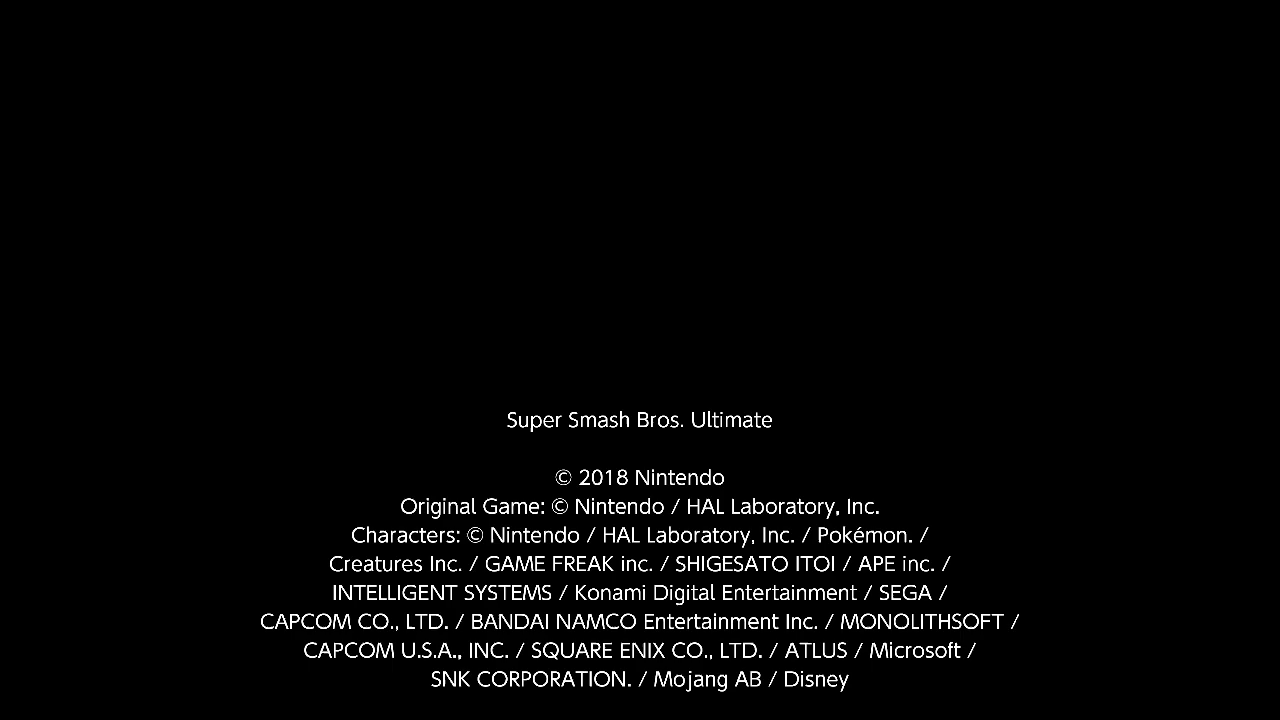 Super Smash Bros. Ultimate
© 2018 Nintendo
Original Game: © Nintendo / HAL Laboratory, Inc.
Characters: © Nintendo / HAL Laboratory, Inc. / Pokémon. /
Creatures Inc. / GAME FREAK inc. / SHIGESATO ITOI / APE inc. /
INTELLIGENT SYSTEMS / Konami Digital Entertainment / SEGA /
CAPCOM CO., LTD. / BANDAI NAMCO Entertainment Inc. / MONOLITHSOFT /
CAPCOM U.S.A., INC. / SQUARE ENIX CO., LTD. / ATLUS / Microsoft /
SNK CORPORATION. / Mojang AB / Disney